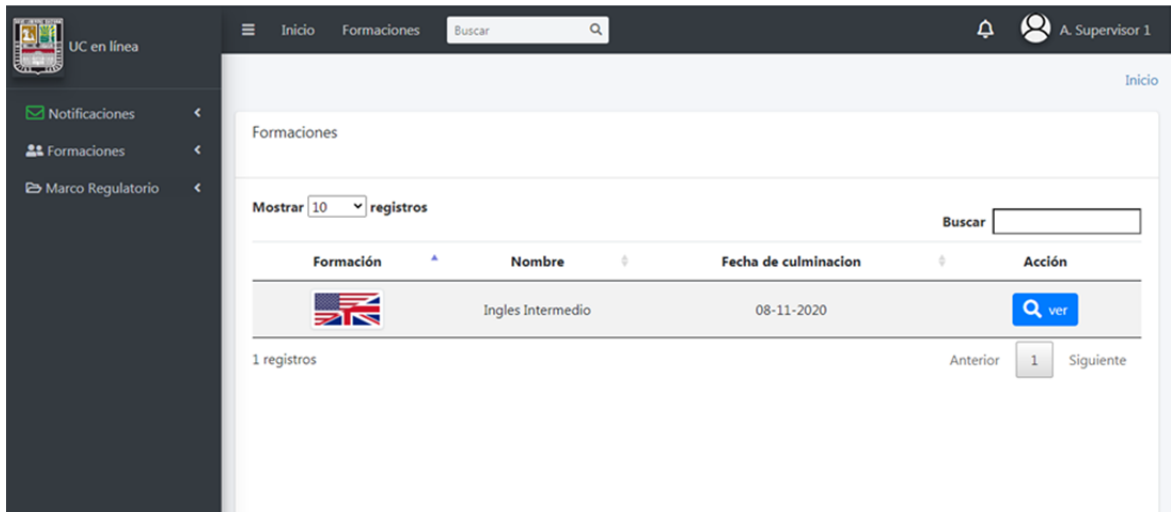 UC en línea
Inicio Formaciones Buscar A. Supervisor 1
Inicio
Notificaciones
Formaciones
Marco Regulatorio
Formaciones
Mostrar 10 registros
Buscar
Formación Nombre Fecha de culminacion Acción
Ingles Intermedio 08-11-2020 ver
1 registros Anterior 1 Siguiente